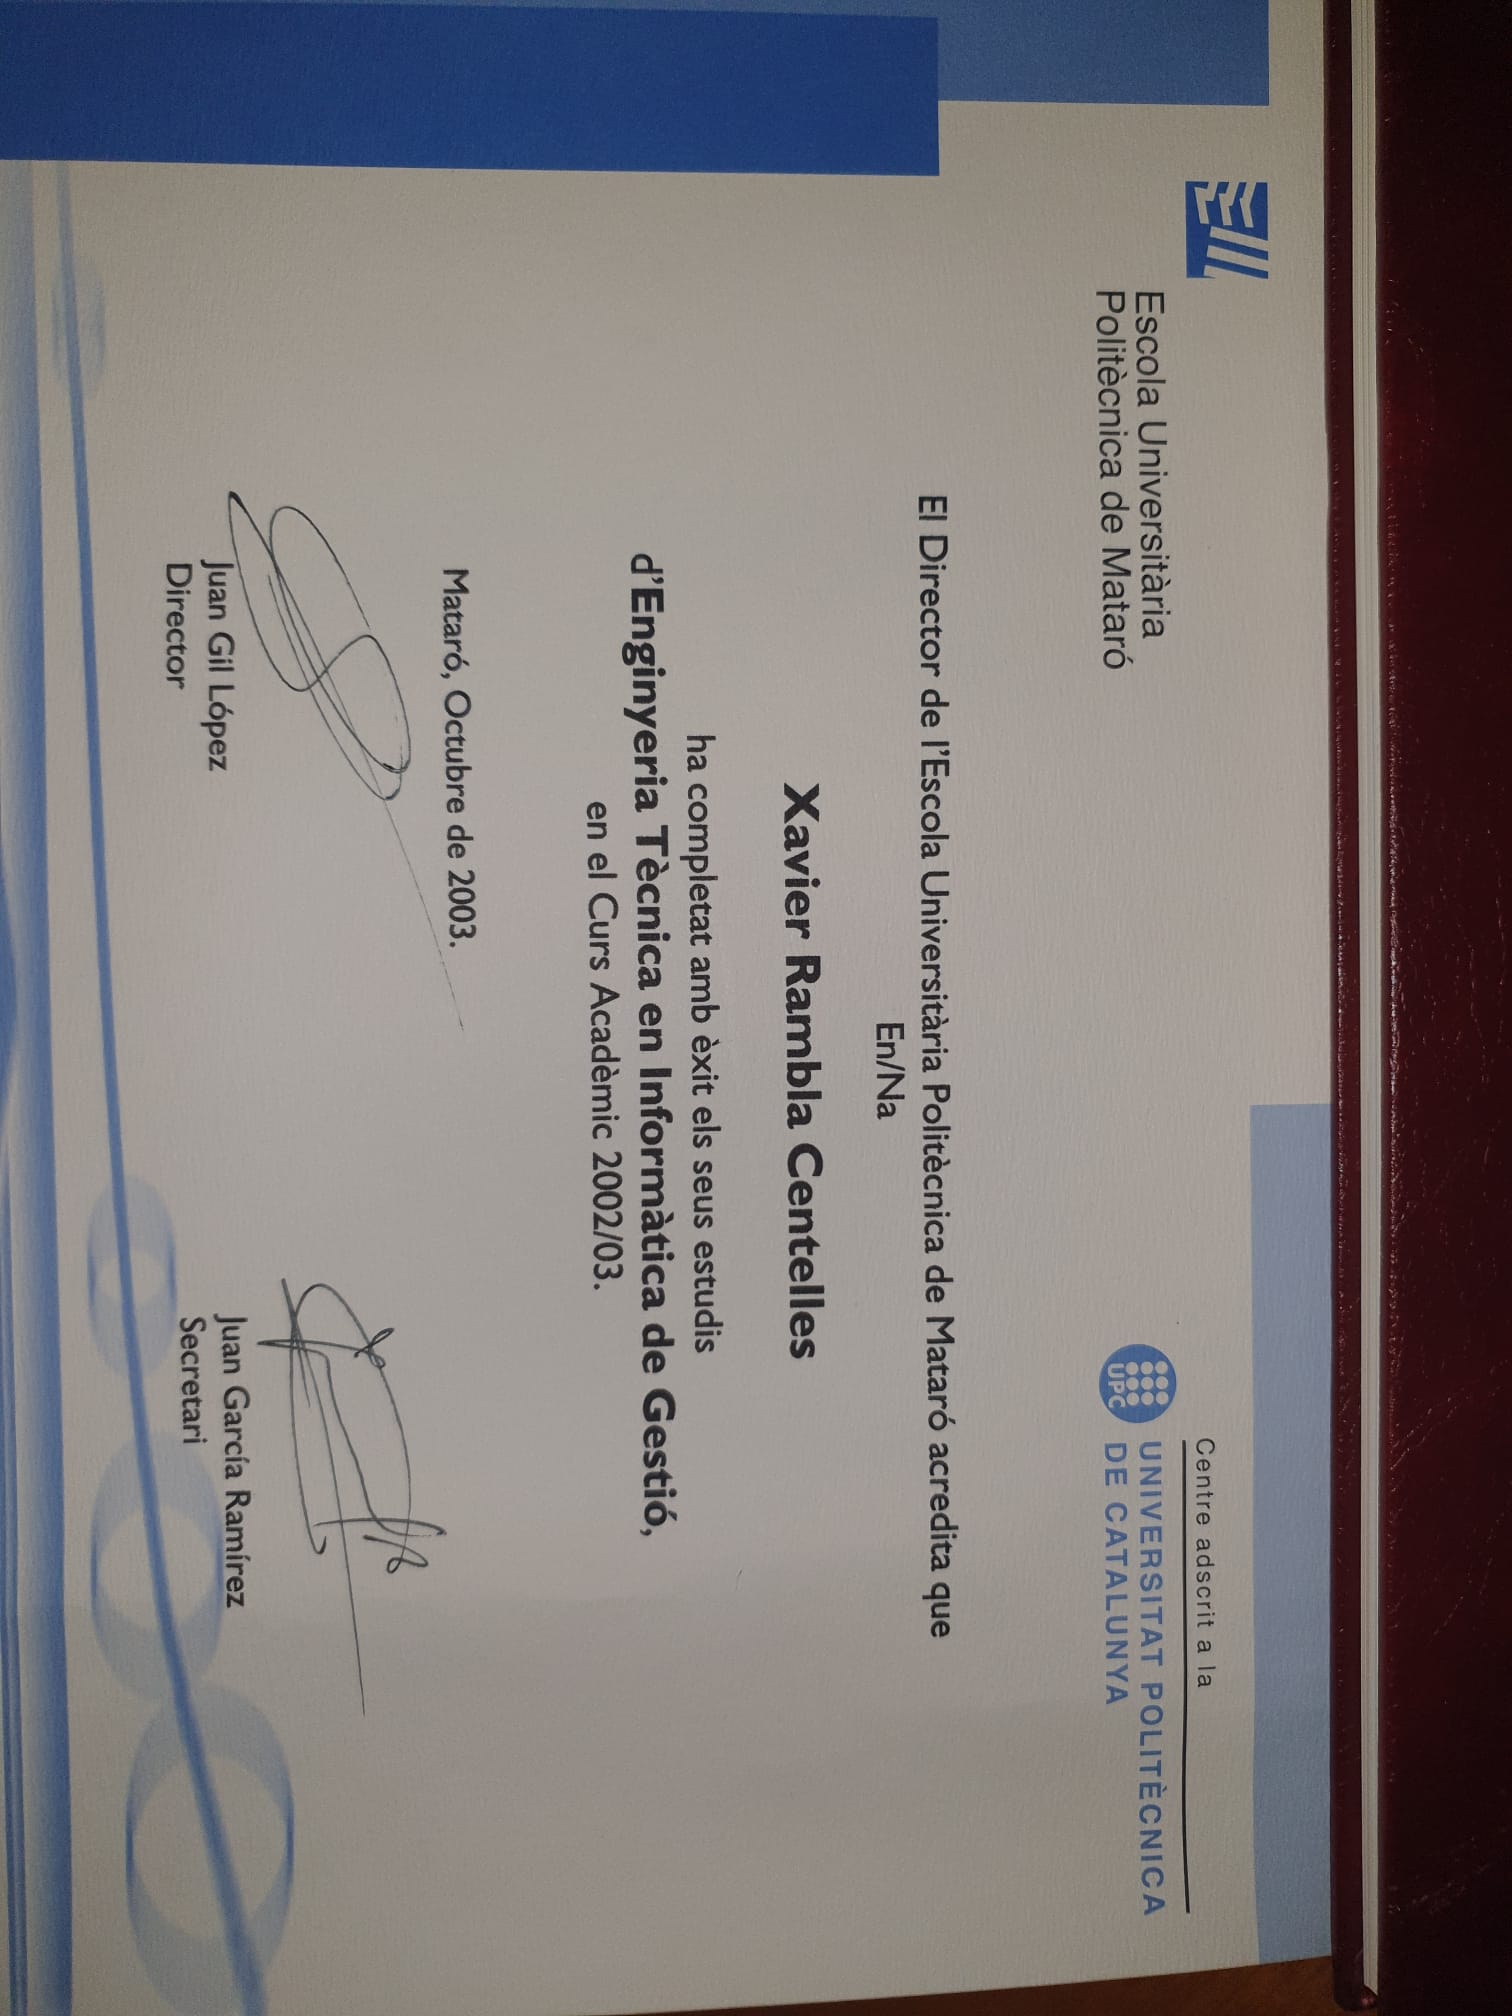 Escola Universitària
Politècnica de Mataró
Centre adscrit a la
UPC
UNIVERSITAT POLITÈCNICA
DE CATALUNYA
El Director de l'Escola Universitària Politècnica de Mataró acredita que
En/Na
Xavier Rambla Centelles
ha completat amb èxit els seus estudis
d'Enginyeria Tècnica en Informàtica de Gestió,
en el Curs Acadèmic 2002/03.
Mataró, Octubre de 2003.
Juan Gil López
Director
Juan García Ramírez
Secretari